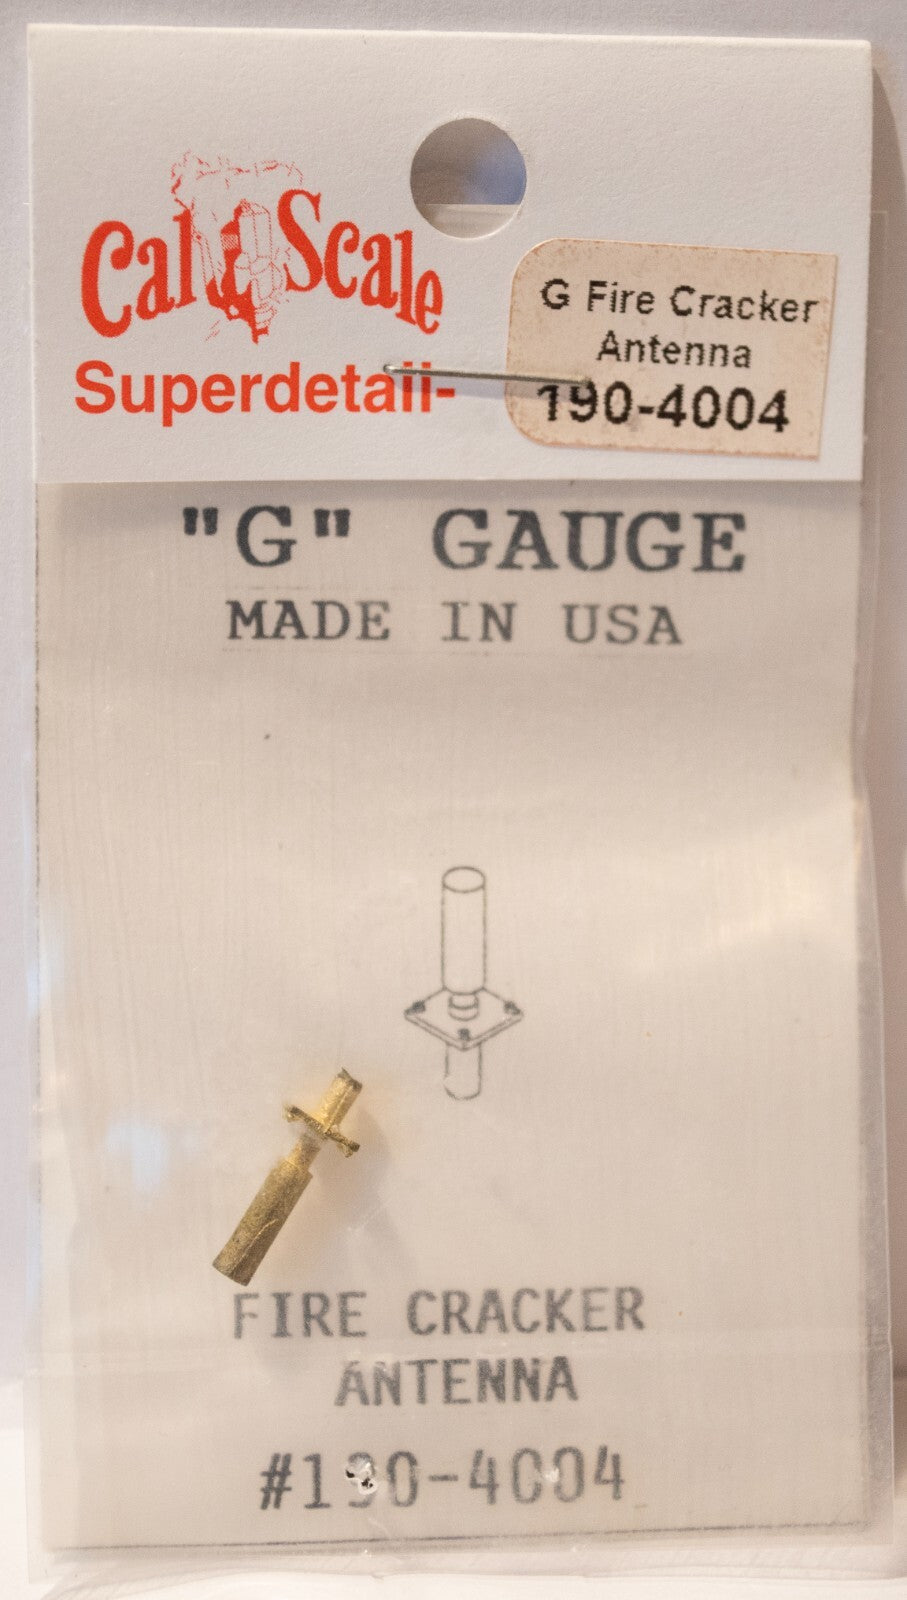 Cal Scale
Superdetail-
G Fire Cracker
Antenna
190-4004
"G" GAUGE
MADE IN USA
FIRE CRACKER
ANTENNA
#190-4004